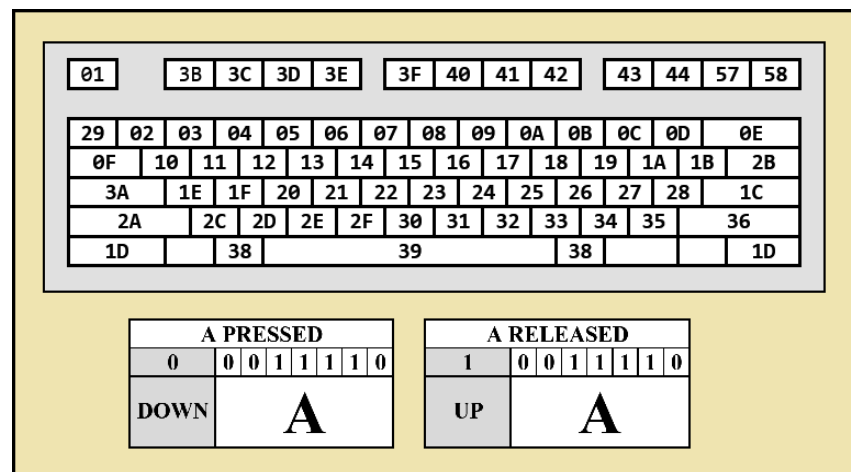 01 3B 3C 3D 3E 3F 40 41 42 43 44 57 58
29 02 03 04 05 06 07 08 09 0A 0B 0C 0D 0E
0F 10 11 12 13 14 15 16 17 18 19 1A 1B 2B
3A 1E 1F 20 21 22 23 24 25 26 27 28 1C
2A 2C 2D 2E 2F 30 31 32 33 34 35 36
1D 38 39 38 1D
A PRESSED
0 0 0 1 1 1 1 0
DOWN A
A RELEASED
1 0 0 1 1 1 1 0
UP A